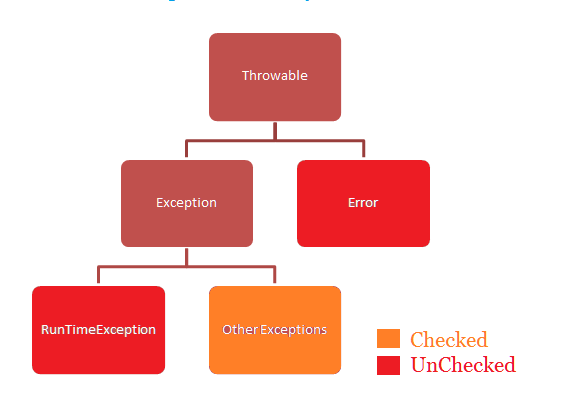 Throwable
Exception
Error
RunTimeException
Other Exceptions
Checked
UnChecked